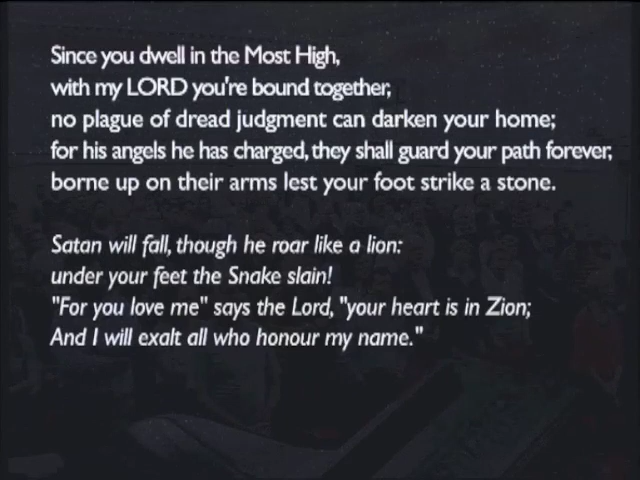 Since you dwell in the Most High,
with my LORD you're bound together,
no plague of dread judgment can darken your home;
for his angels he has charged, they shall guard your path forever,
borne up on their arms lest your foot strike a stone.
Satan will fall, though he roar like a lion:
under your feet the Snake slain!
"For you love me" says the Lord, "your heart is in Zion;
And I will exalt all who honour my name."